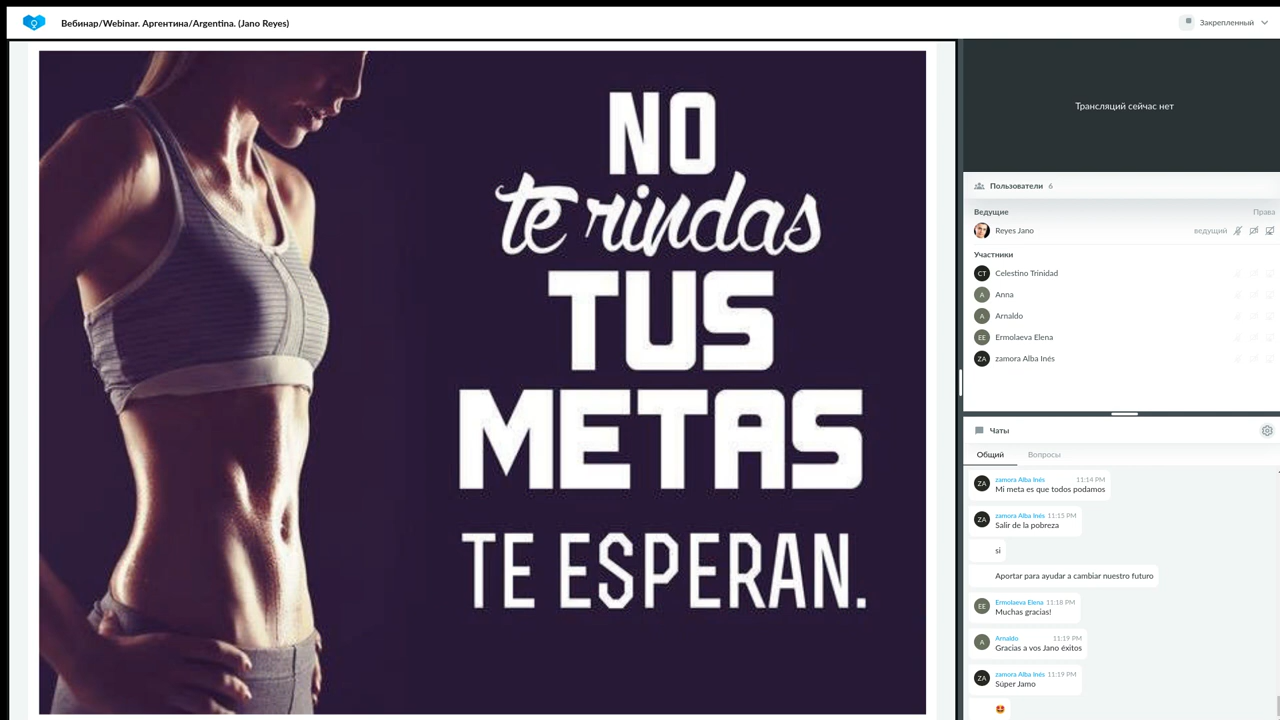 Вебинар/Webinar. Аргентина/Argentina. (Jano Reyes)
Закрепленный
NO
te rindas
TUS
METAS
TE ESPERAN.
Трансляций сейчас нет
Пользователи 6
Ведущие Права
Reyes Jano ведущий
Участники
CT Celestino Trinidad
A Anna
A Arnaldo
EE Ermolaeva Elena
ZA zamora Alba Inés
Чаты
Общий Вопросы
ZA zamora Alba Inés 11:14 PM
Mi meta es que todos podamos
ZA zamora Alba Inés 11:15 PM
Salir de la pobreza
si
Aportar para ayudar a cambiar nuestro futuro
EE Ermolaeva Elena 11:18 PM
Muchas gracias!
A Arnaldo 11:19 PM
Gracias a vos Jano éxitos
ZA zamora Alba Inés 11:19 PM
Súper Jamo